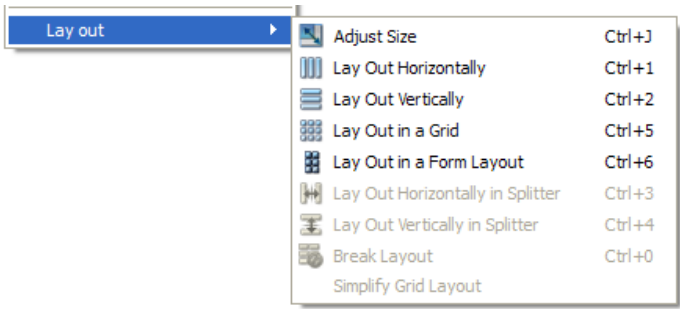 Lay out
Adjust Size Ctrl+J
Lay Out Horizontally Ctrl+1
Lay Out Vertically Ctrl+2
Lay Out in a Grid Ctrl+5
Lay Out in a Form Layout Ctrl+6
Lay Out Horizontally in Splitter Ctrl+3
Lay Out Vertically in Splitter Ctrl+4
Break Layout Ctrl+0
Simplify Grid Layout